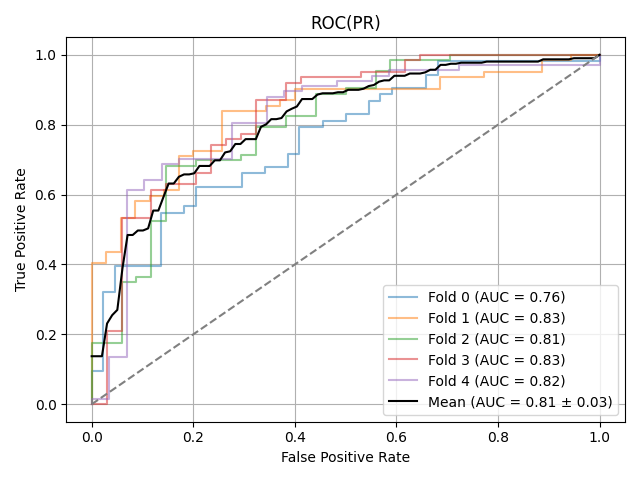 ROC(PR)
True Positive Rate
1.0
0.8
0.6
0.4
0.2
0.0
Fold 0 (AUC = 0.76)
Fold 1 (AUC = 0.83)
Fold 2 (AUC = 0.81)
Fold 3 (AUC = 0.83)
Fold 4 (AUC = 0.82)
Mean (AUC = 0.81 ± 0.03)
0.0 0.2 0.4 0.6 0.8 1.0
False Positive Rate